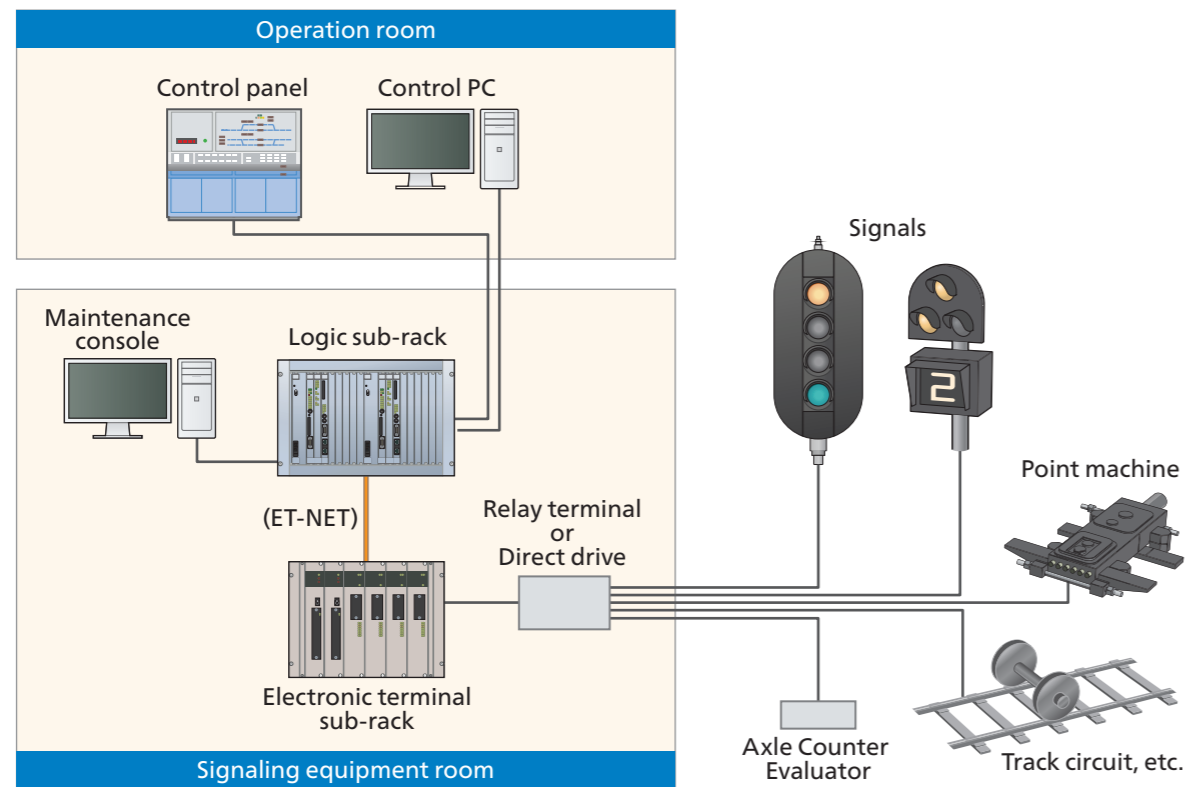 Operation room
Control panel
Control PC
Signals
Maintenance
console
Logic sub-rack
2
Point machine
(ET-NET)
Relay terminal
or
Direct drive
Electronic terminal
sub-rack
Axle Counter
Evaluator
Track circuit, etc.
Signaling equipment room